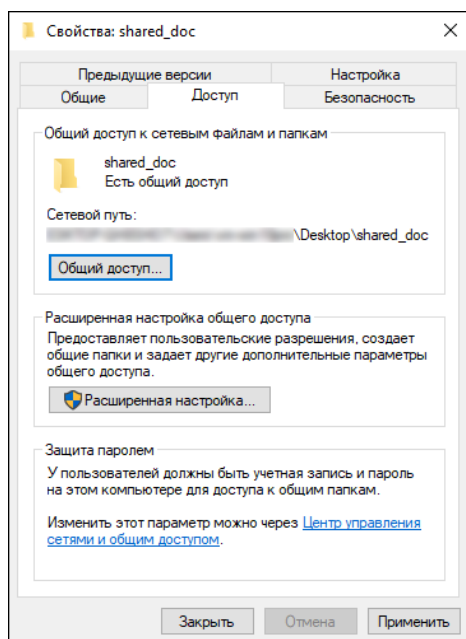 Свойства: shared_doc
Предыдущие версии
Настройка
Общие
Доступ
Безопасность
Общий доступ к сетевым файлам и папкам
shared_doc
Есть общий доступ
Сетевой путь:
\Desktop\shared_doc
Общий доступ...
Расширенная настройка общего доступа
Предоставляет пользовательские разрешения, создает
общие папки и задает другие дополнительные параметры
общего доступа.
Расширенная настройка...
Защита паролем
У пользователей должны быть учетная запись и пароль
на этом компьютере для доступа к общим папкам.
Изменить этот параметр можно через Центр управления
сетями и общим доступом.
Закрыть
Отмена
Применить